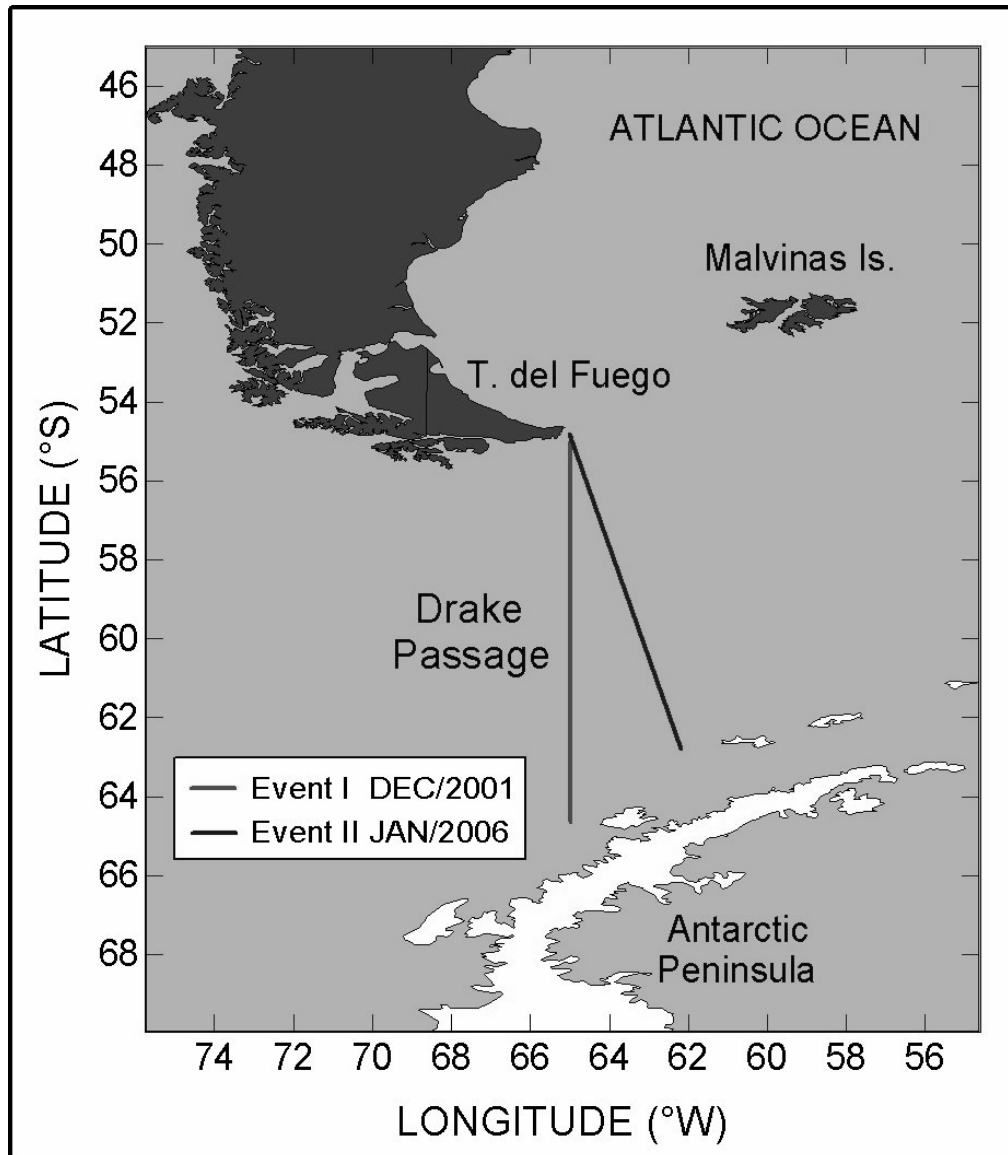 ATLANTIC OCEAN
Malvinas Is.
T. del Fuego
Drake
Passage
Event I  DEC/2001
Event II JAN/2006
Antarctic
Peninsula
LATITUDE (°S)
46
48
50
52
54
56
58
60
62
64
66
68
74 72 70 68 66 64 62 60 58 56
LONGITUDE (°W)